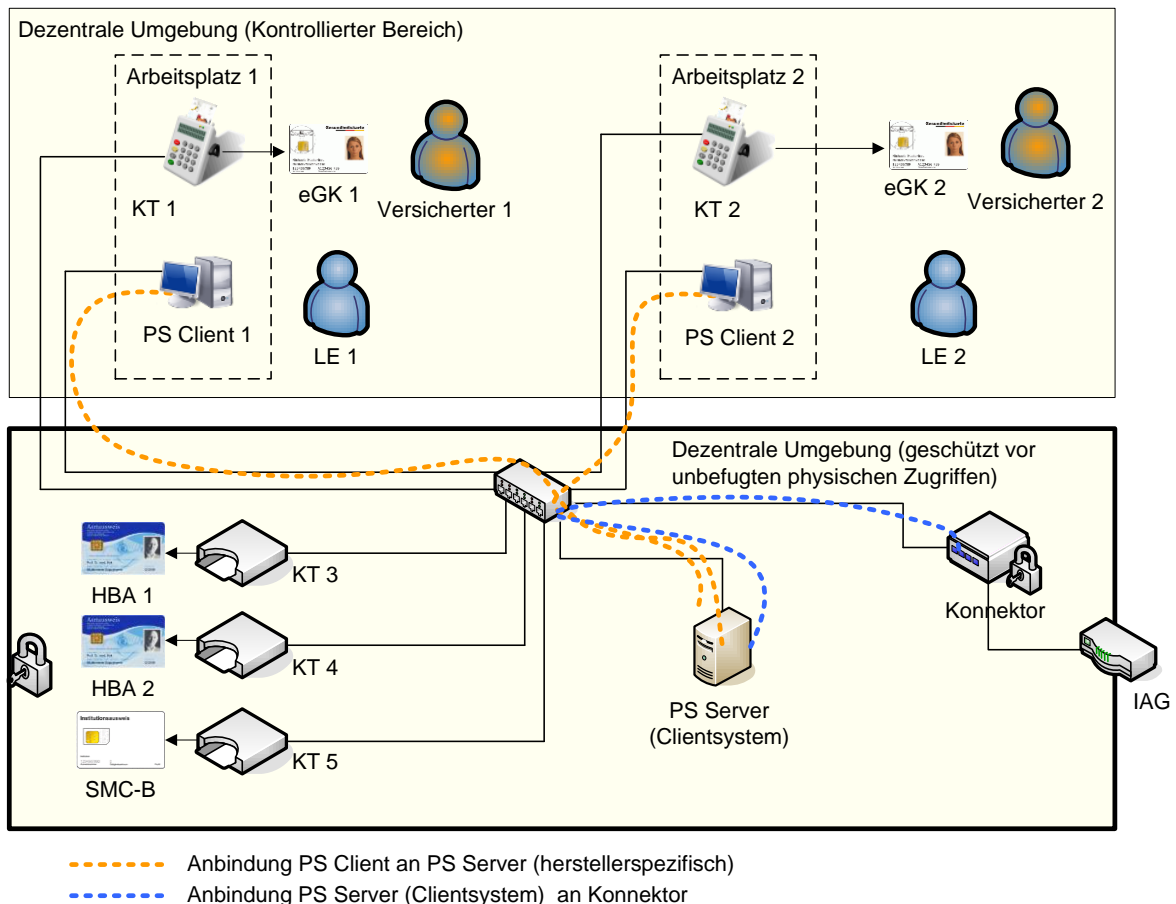 Dezentrale Umgebung (Kontrollierter Bereich)
Arbeitsplatz 1
Arbeitsplatz 2
Gesundheitskarte
Gesundheitskarte
eGK 1
eGK 2
Versicherter 1
Versicherter 2
KT 1
KT 2
PS Client 1
PS Client 2
LE 1
LE 2
Dezentrale Umgebung (geschützt vor
unbefugten physischen Zugriffen)
KT 3
HBA 1
Konnektor
KT 4
HBA 2
IAG
PS Server
(Clientsystem)
Institutionsausweis
KT 5
SMC-B
Anbindung PS Client an PS Server (herstellerspezifisch)
Anbindung PS Server (Clientsystem) an Konnektor